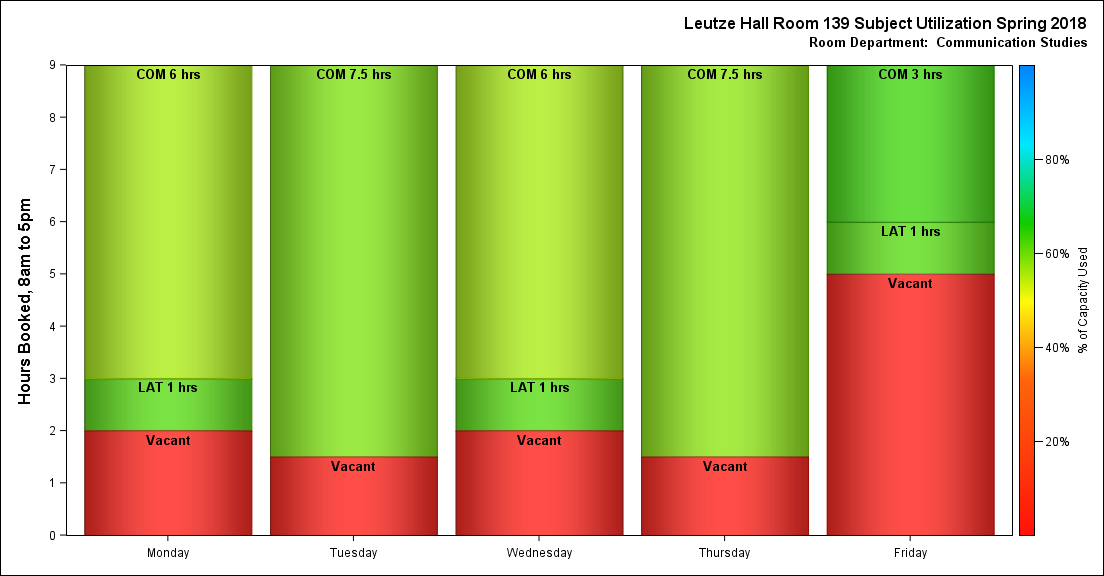 Leutze Hall Room 139 Subject Utilization Spring 2018
Room Department:  Communication Studies
Hours Booked, 8am to 5pm
9
8
7
6
5
4
3
2
1
0
COM 6 hrs
LAT 1 hrs
Vacant
COM 7.5 hrs
Vacant
COM 6 hrs
LAT 1 hrs
Vacant
COM 7.5 hrs
Vacant
COM 3 hrs
LAT 1 hrs
Vacant
Monday
Tuesday
Wednesday
Thursday
Friday
80%
60%
40%
20%
% of Capacity Used